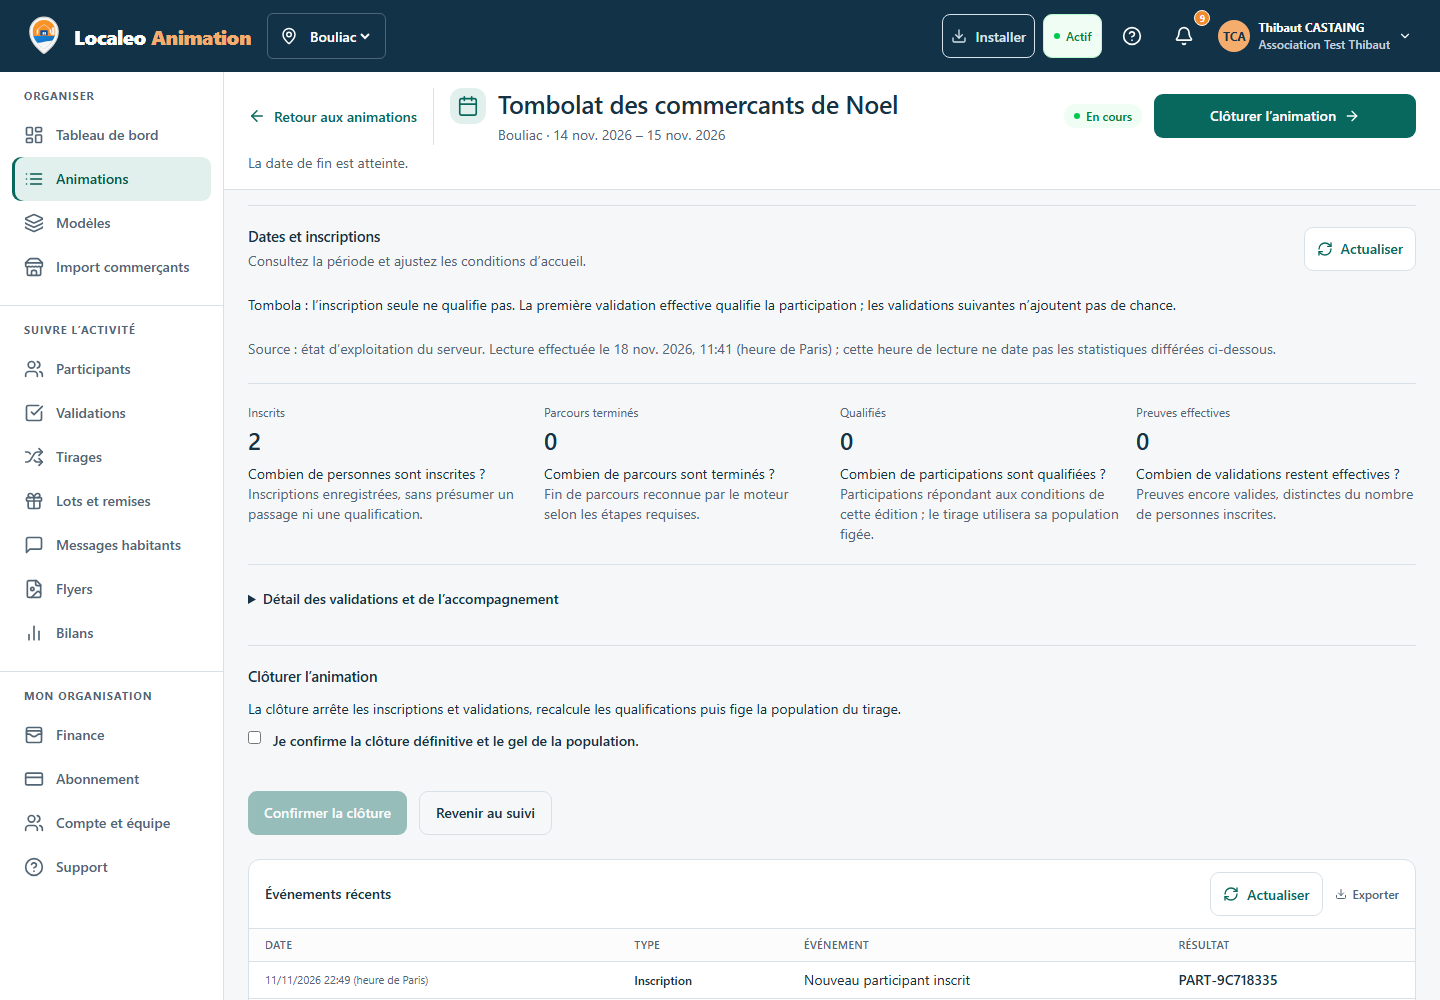 Localeo Animation
Bouliac
Installer
Actif
9
TCA
Thibaut CASTAING
Association Test Thibaut
ORGANISER
Tableau de bord
Animations
Modèles
Import commerçants
SUIVRE L'ACTIVITÉ
Participants
Validations
Tirages
Lots et remises
Messages habitants
Flyers
Bilans
MON ORGANISATION
Finance
Abonnement
Compte et équipe
Support
Retour aux animations
Tombolat des commercants de Noel
Bouliac · 14 nov. 2026 – 15 nov. 2026
En cours
Clôturer l'animation
La date de fin est atteinte.
Dates et inscriptions
Consultez la période et ajustez les conditions d'accueil.
Actualiser
Tombola : l'inscription seule ne qualifie pas. La première validation effective qualifie la participation ; les validations suivantes n'ajoutent pas de chance.
Source : état d'exploitation du serveur. Lecture effectuée le 18 nov. 2026, 11:41 (heure de Paris) ; cette heure de lecture ne date pas les statistiques différées ci-dessous.
Inscrits
2
Combien de personnes sont inscrites ?
Inscriptions enregistrées, sans présumer un
passage ni une qualification.
Parcours terminés
0
Combien de parcours sont terminés ?
Fin de parcours reconnue par le moteur
selon les étapes requises.
Qualifiés
0
Combien de participations sont qualifiées ?
Participations répondant aux conditions de
cette édition ; le tirage utilisera sa population
figée.
Preuves effectives
0
Combien de validations restent effectives ?
Preuves encore valides, distinctes du nombre
de personnes inscrites.
Détail des validations et de l'accompagnement
Clôturer l'animation
La clôture arrête les inscriptions et validations, recalcule les qualifications puis fige la population du tirage.
Je confirme la clôture définitive et le gel de la population.
Confirmer la clôture
Revenir au suivi
Événements récents
Actualiser
Exporter
DATE TYPE ÉVÉNEMENT RÉSULTAT
11/11/2026 22:49 (heure de Paris) Inscription Nouveau participant inscrit PART-9C718335